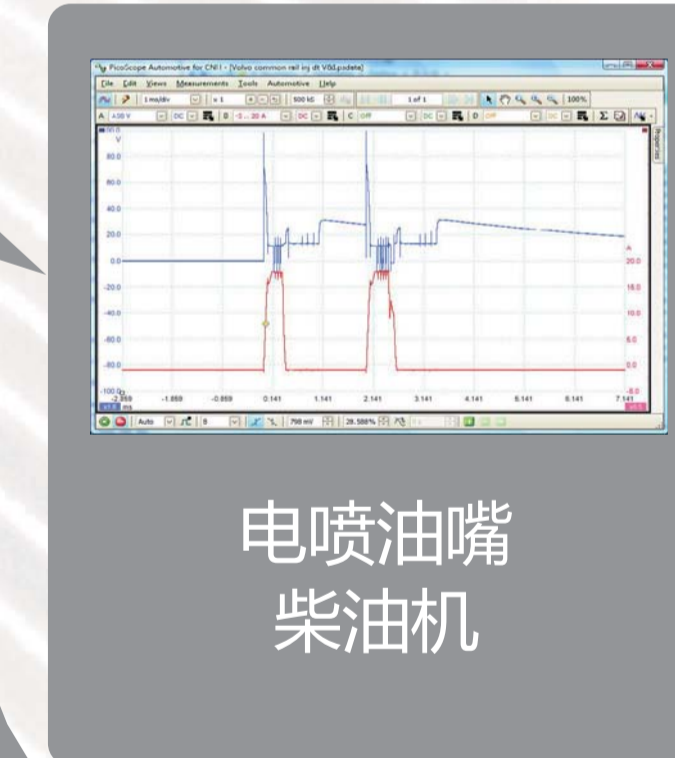 PicoScope Automotive for CNH - [Volvo common rail inj dt V8d.psdata]
File Edit Views Measurements Tools Automotive Help
1 ms/div x 1 500 kS 1 of 1 100%
A DC B DC C Off DC D Off DC Σ
Properties
V
80.0
60.0
40.0
20.0
0.0
-20.0
-40.0
-60.0
-80.0
-100.0
A
20.0
15.0
10.0
5.0
0.0
-5.0
-2.859 -1.859 -0.859 0.141 1.141 2.141 3.141 4.141 5.141 6.141 7.141
ms
Auto B 798 mV 28.588%
电喷油嘴
柴油机